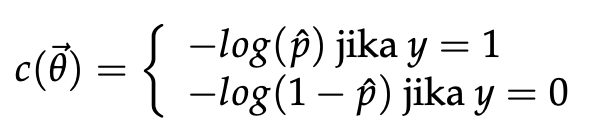 c(θ⃗) = { −log(p̂) jika y = 1
−log(1 − p̂) jika y = 0